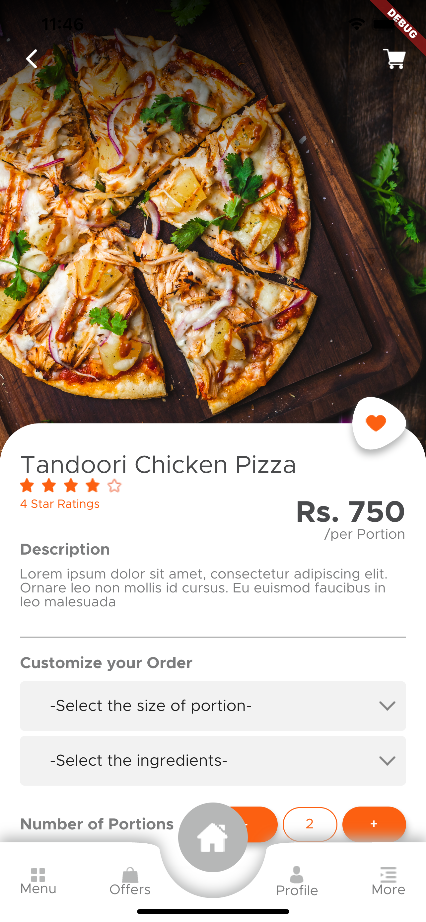 11:46
DEBUG
Tandoori Chicken Pizza
4 Star Ratings
Rs. 750
/per Portion
Description
Lorem ipsum dolor sit amet, consectetur adipiscing elit.
Ornare leo non mollis id cursus. Eu euismod faucibus in
leo malesuada
Customize your Order
-Select the size of portion-
-Select the ingredients-
Number of Portions
- 2 +
Menu
Offers
Profile
More